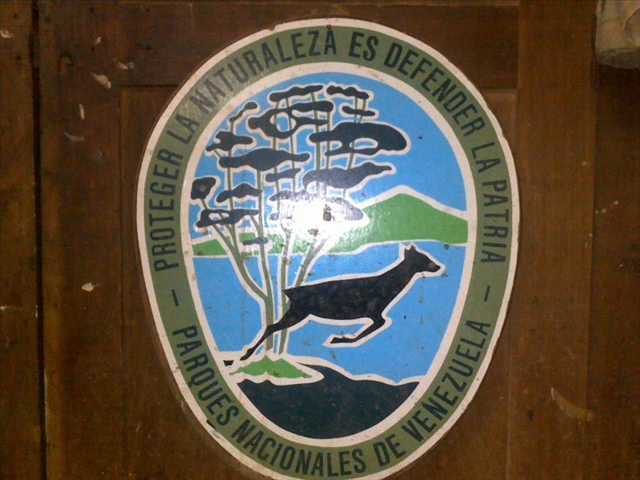 — PROTEGER LA NATURALEZA ES DEFENDER LA PATRIA —
PARQUES NACIONALES DE VENEZUELA